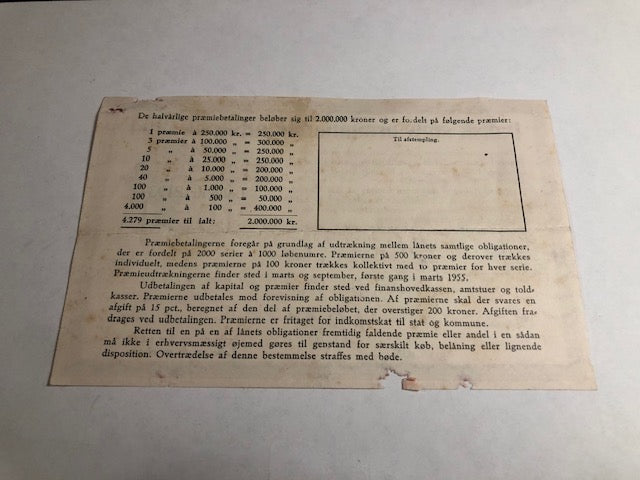 De halvårlige præmiebetalinger beløber sig til 2.000.000 kroner og er fo.delt på følgende præmier:
1 præmie à 250.000 kr. = 250.000 kr.
3 præmier à 100.000 „ = 300.000 „
5 „ à 50.000 „ = 250.000 „
10 „ à 25.000 „ = 250.000 „
20 „ à 10.000 „ = 200.000 „
40 „ à 5.000 „ = 200.000 „
100 „ à 1.000 „ = 100.000 „
100 „ à 500 „ = 50.000 „
4.000 „ à 100 „ = 400.000 „
4.279 præmier til ialt: 2.000.000 kr.
Til afstempling.
Præmiebetalingerne foregår på grundlag af udtrækning mellem lånets samtlige obligationer,
der er fordelt på 2000 serier à 1000 løbenumre. Præmierne på 500 kroner og derover trækkes
individuelt, medens præmierne på 100 kroner trækkes kollektivt med to præmier for hver serie.
Præmieudtrækningerne finder sted i marts og september, første gang i marts 1955.
Udbetalingen af kapital og præmier finder sted ved finanshovedkassen, amtstuer og told-
kasser. Præmierne udbetales mod forevisning af obligationen. Af præmierne skal der svares en
afgift på 15 pct., beregnet af den del af præmiebeløbet, der overstiger 200 kroner. Afgiften fra-
drages ved udbetalingen. Præmierne er fritaget for indkomstskat til stat og kommune.
Retten til en på en af lånets obligationer fremtidig faldende præmie eller andel i en sådan
må ikke i erhvervsmæssigt øjemed gøres til genstand for særskilt køb, belåning eller lignende
disposition. Overtrædelse af denne bestemmelse straffes med bøde.